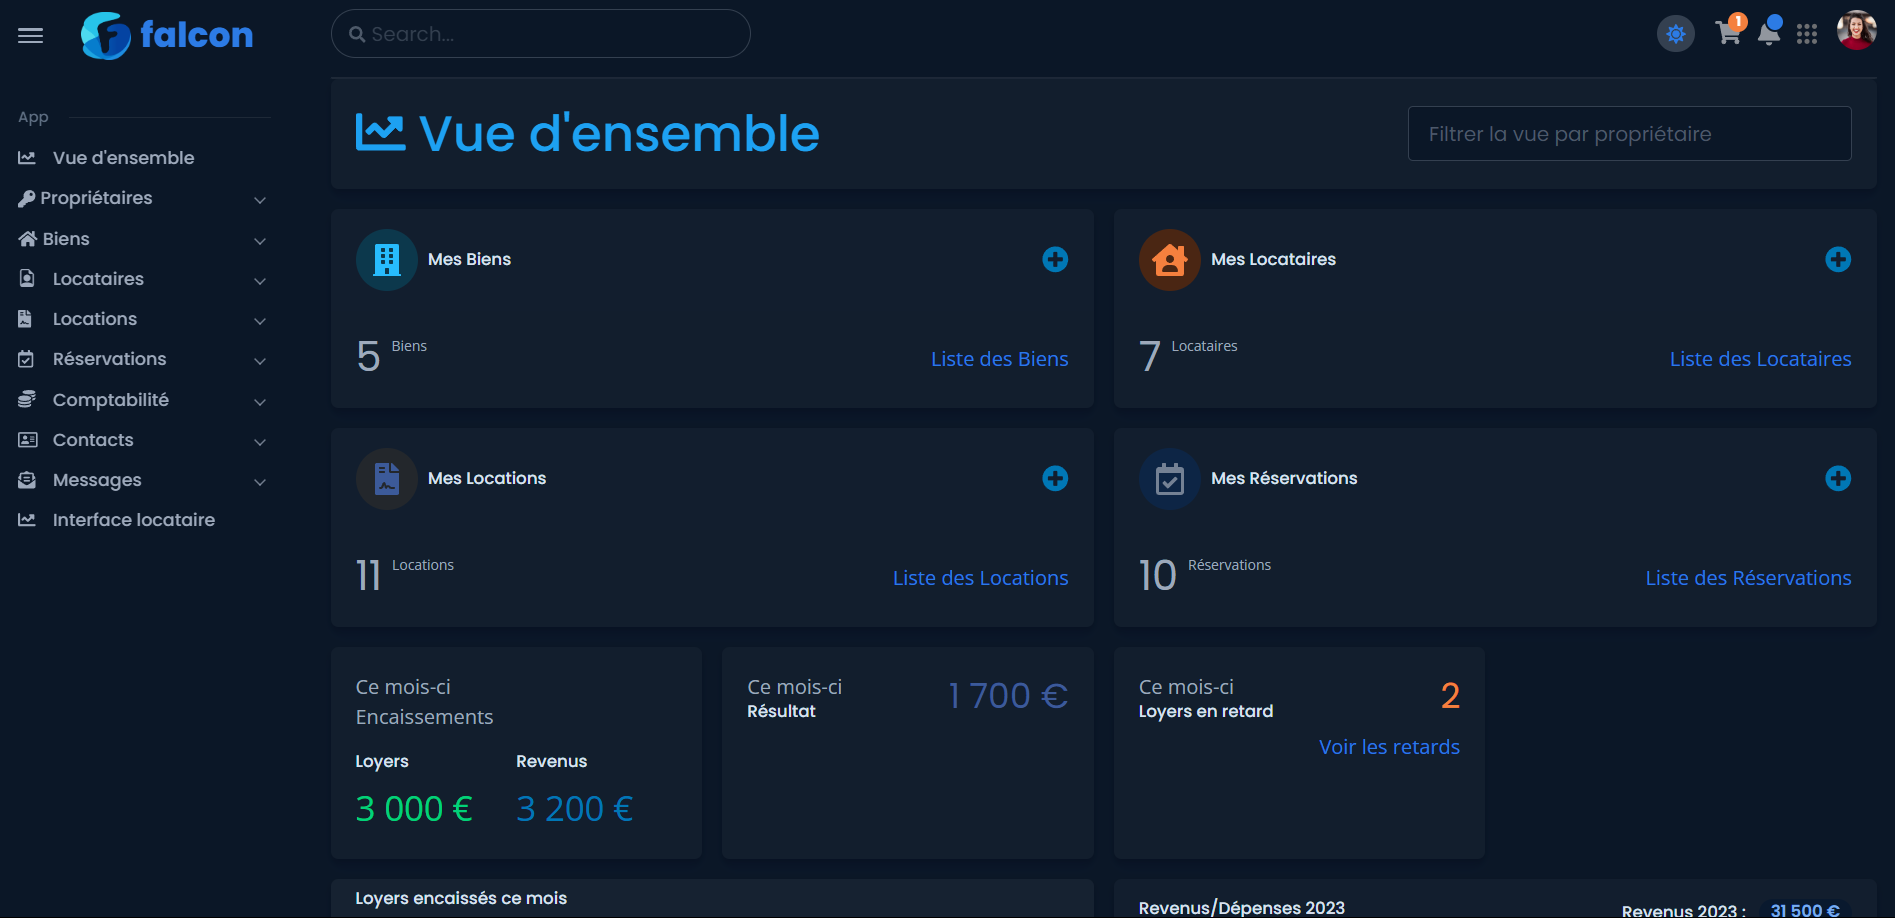 falcon
Search...
1
App
Vue d'ensemble
Propriétaires
Biens
Locataires
Locations
Réservations
Comptabilité
Contacts
Messages
Interface locataire
Vue d'ensemble
Filtrer la vue par propriétaire
Mes Biens
5 Biens
Liste des Biens
Mes Locataires
7 Locataires
Liste des Locataires
Mes Locations
11 Locations
Liste des Locations
Mes Réservations
10 Réservations
Liste des Réservations
Ce mois-ci
Encaissements
Loyers Revenus
3 000 € 3 200 €
Ce mois-ci 1 700 €
Résultat
Ce mois-ci 2
Loyers en retard
Voir les retards
Loyers encaissés ce mois
Revenus/Dépenses 2023
Revenus 2023 : 31 500 €